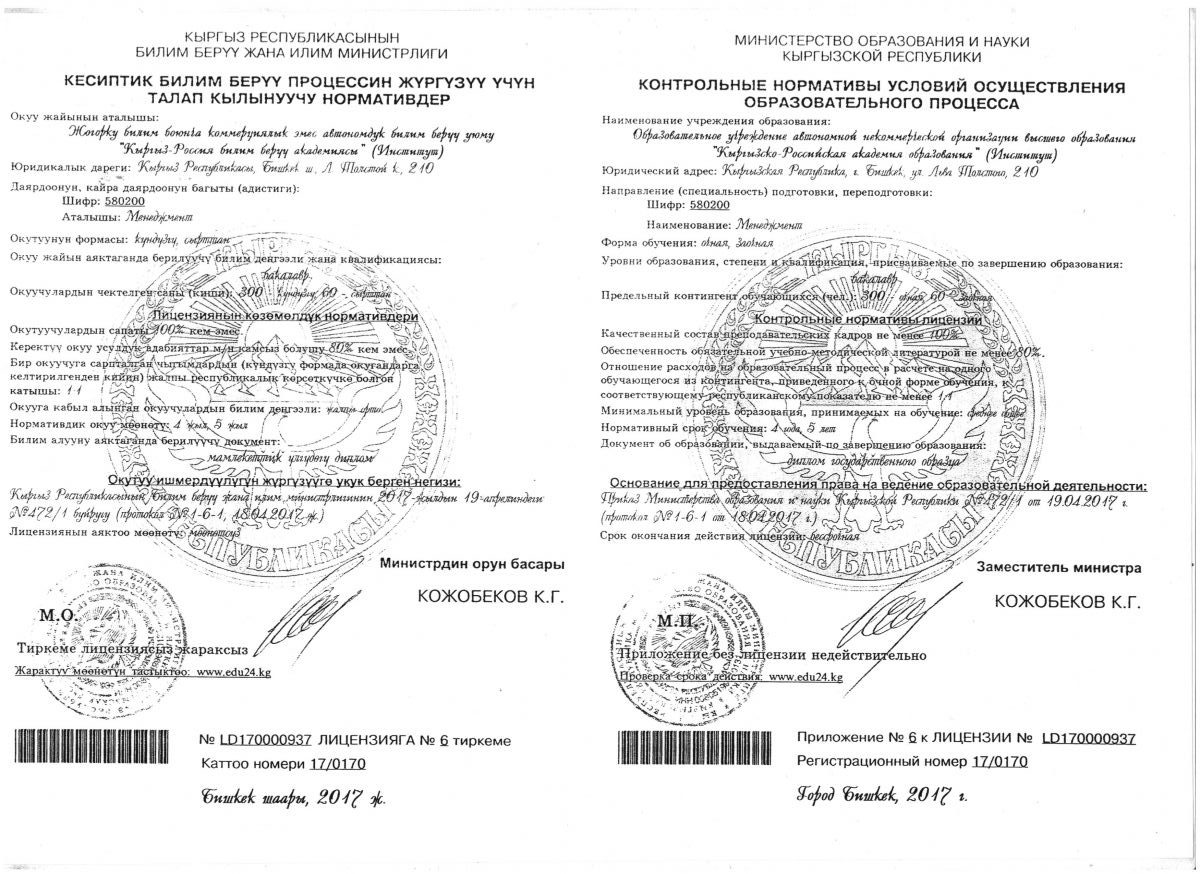 КЫРГЫЗ РЕСПУБЛИКАСЫНЫН
БИЛИМ БЕРҮҮ ЖАНА ИЛИМ МИНИСТРЛИГИ
КЕСИПТИК БИЛИМ БЕРҮҮ ПРОЦЕССИН ЖҮРГҮЗҮҮ ҮЧҮН
ТАЛАП КЫЛЫНУУЧУ НОРМАТИВДЕР
Окуу жайынын аталышы:
Жогорку билим боюнча коммерциялык эмес автономдук билим берүү уюму
"Кыргыз-Россия билим берүү академиясы" (Институт)
Юридикалык дареги: Кыргыз Республикасы, Бишкек ш., Л. Толстой к., 210
Даярдоонун, кайра даярдоонун багыты (адистиги):
Шифр: 580200
Аталышы: Менеджмент
Окутуунун формасы: күндүзгү, сырттан
Окуу жайын аяктаганда берилүүчү билим деңгээли жана квалификациясы:
бакалавр
Окуучулардын чектелген саны (киши): 300 - күндүзгү, 60 - сырттан
Лицензиянын көзөмөлдүк нормативдери
Окутуучулардын сапаты 100% кем эмес
Керектүү окуу усулдук адабияттар м/н камсыз болушу 80% кем эмес
Бир окуучуга сарпталган чыгымдардын (күндүзгү формада окугандарга
келтирилгенден кийин) жалпы республикалык көрсөткүчкө болгон
катышы: 1-1
Окууга кабыл алынган окуучулардын билим деңгээли: жалпы орто
Нормативдик окуу мөөнөтү: 4 жыл, 5 жыл
Билим алууну аяктаганда берилүүчү документ:
мамлекеттик үлгүдөгү диплом
Окутуу ишмердүүлүгүн жүргүзүүгө укук берген негизи:
Кыргыз Республикасынын билим берүү жана илим министрлигинин 2017-жылдын 19-апрелиндеги
№472/1 буйругу (протокол №1-6-1, 18.04.2017 ж.)
Лицензиянын аяктоо мөөнөтү: мөөнөтсүз
Министрдин орун басары
КОЖОБЕКОВ К.Г.
М.О.
Тиркеме лицензиясыз жараксыз
Жарактуу мөөнөтүн тастыктоо: www.edu24.kg
№ LD170000937 ЛИЦЕНЗИЯГА № 6 тиркеме
Каттоо номери 17/0170
Бишкек шаары, 2017 ж.
МИНИСТЕРСТВО ОБРАЗОВАНИЯ И НАУКИ
КЫРГЫЗСКОЙ РЕСПУБЛИКИ
КОНТРОЛЬНЫЕ НОРМАТИВЫ УСЛОВИЙ ОСУЩЕСТВЛЕНИЯ
ОБРАЗОВАТЕЛЬНОГО ПРОЦЕССА
Наименование учреждения образования:
Образовательное учреждение автономной некоммерческой организации высшего образования
"Кыргызско-Российская академия образования" (Институт)
Юридический адрес: Кыргызская Республика, г. Бишкек, ул. Льва Толстого, 210
Направление (специальность) подготовки, переподготовки:
Шифр: 580200
Наименование: Менеджмент
Форма обучения: очная, заочная
Уровни образования, степени и квалификация, присваиваемые по завершению образования:
бакалавр
Предельный контингент обучающихся (чел.): 300 - очная, 60 - заочная
Контрольные нормативы лицензии
Качественный состав преподавательских кадров не менее 100%
Обеспеченность обязательной учебно-методической литературой не менее 80%.
Отношение расходов на образовательный процесс в расчете на одного
обучающегося из контингента, приведенного к очной форме обучения, к
соответствующему республиканскому показателю не менее 1/1
Минимальный уровень образования, принимаемых на обучение: среднее общее
Нормативный срок обучения: 4 года, 5 лет
Документ об образовании, выдаваемый по завершению образования:
диплом государственного образца
Основание для предоставления права на ведение образовательной деятельности:
Приказ Министерства образования и науки Кыргызской Республики №472/1 от 19.04.2017 г.
(протокол №1-6-1 от 18.04.2017 г.)
Срок окончания действия лицензии: бессрочная
Заместитель министра
КОЖОБЕКОВ К.Г.
М.П.
Приложение без лицензии недействительно
Проверка срока действия: www.edu24.kg
Приложение № 6 к ЛИЦЕНЗИИ № LD170000937
Регистрационный номер 17/0170
Город Бишкек, 2017 г.